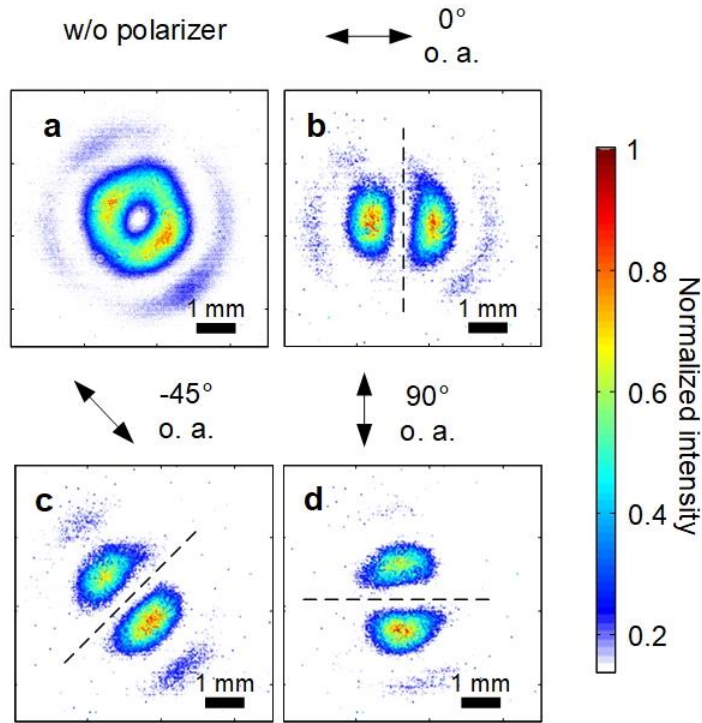 w/o polarizer
0°
o. a.
a
1 mm
b
1 mm
-45°
o. a.
90°
o. a.
c
1 mm
d
1 mm
1
0.8
0.6
0.4
0.2
Normalized intensity